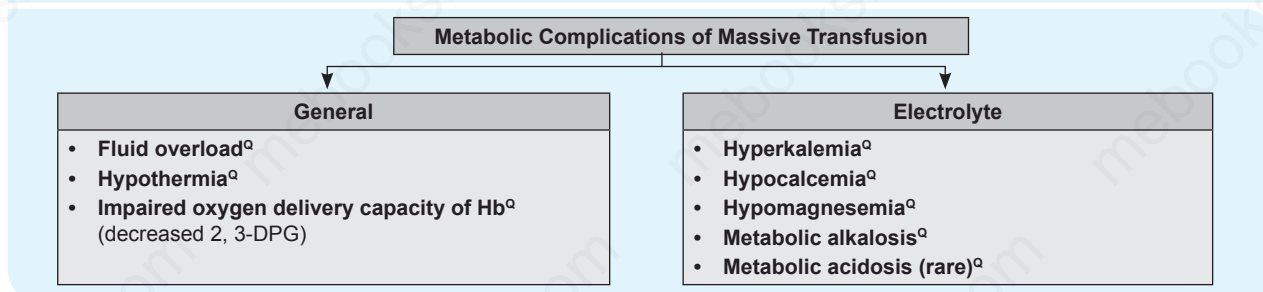 Metabolic Complications of Massive Transfusion
General
• Fluid overloadQ
• HypothermiaQ
• Impaired oxygen delivery capacity of HbQ
(decreased 2, 3-DPG)
Electrolyte
• HyperkalemiaQ
• HypocalcemiaQ
• HypomagnesemiaQ
• Metabolic alkalosisQ
• Metabolic acidosis (rare)Q